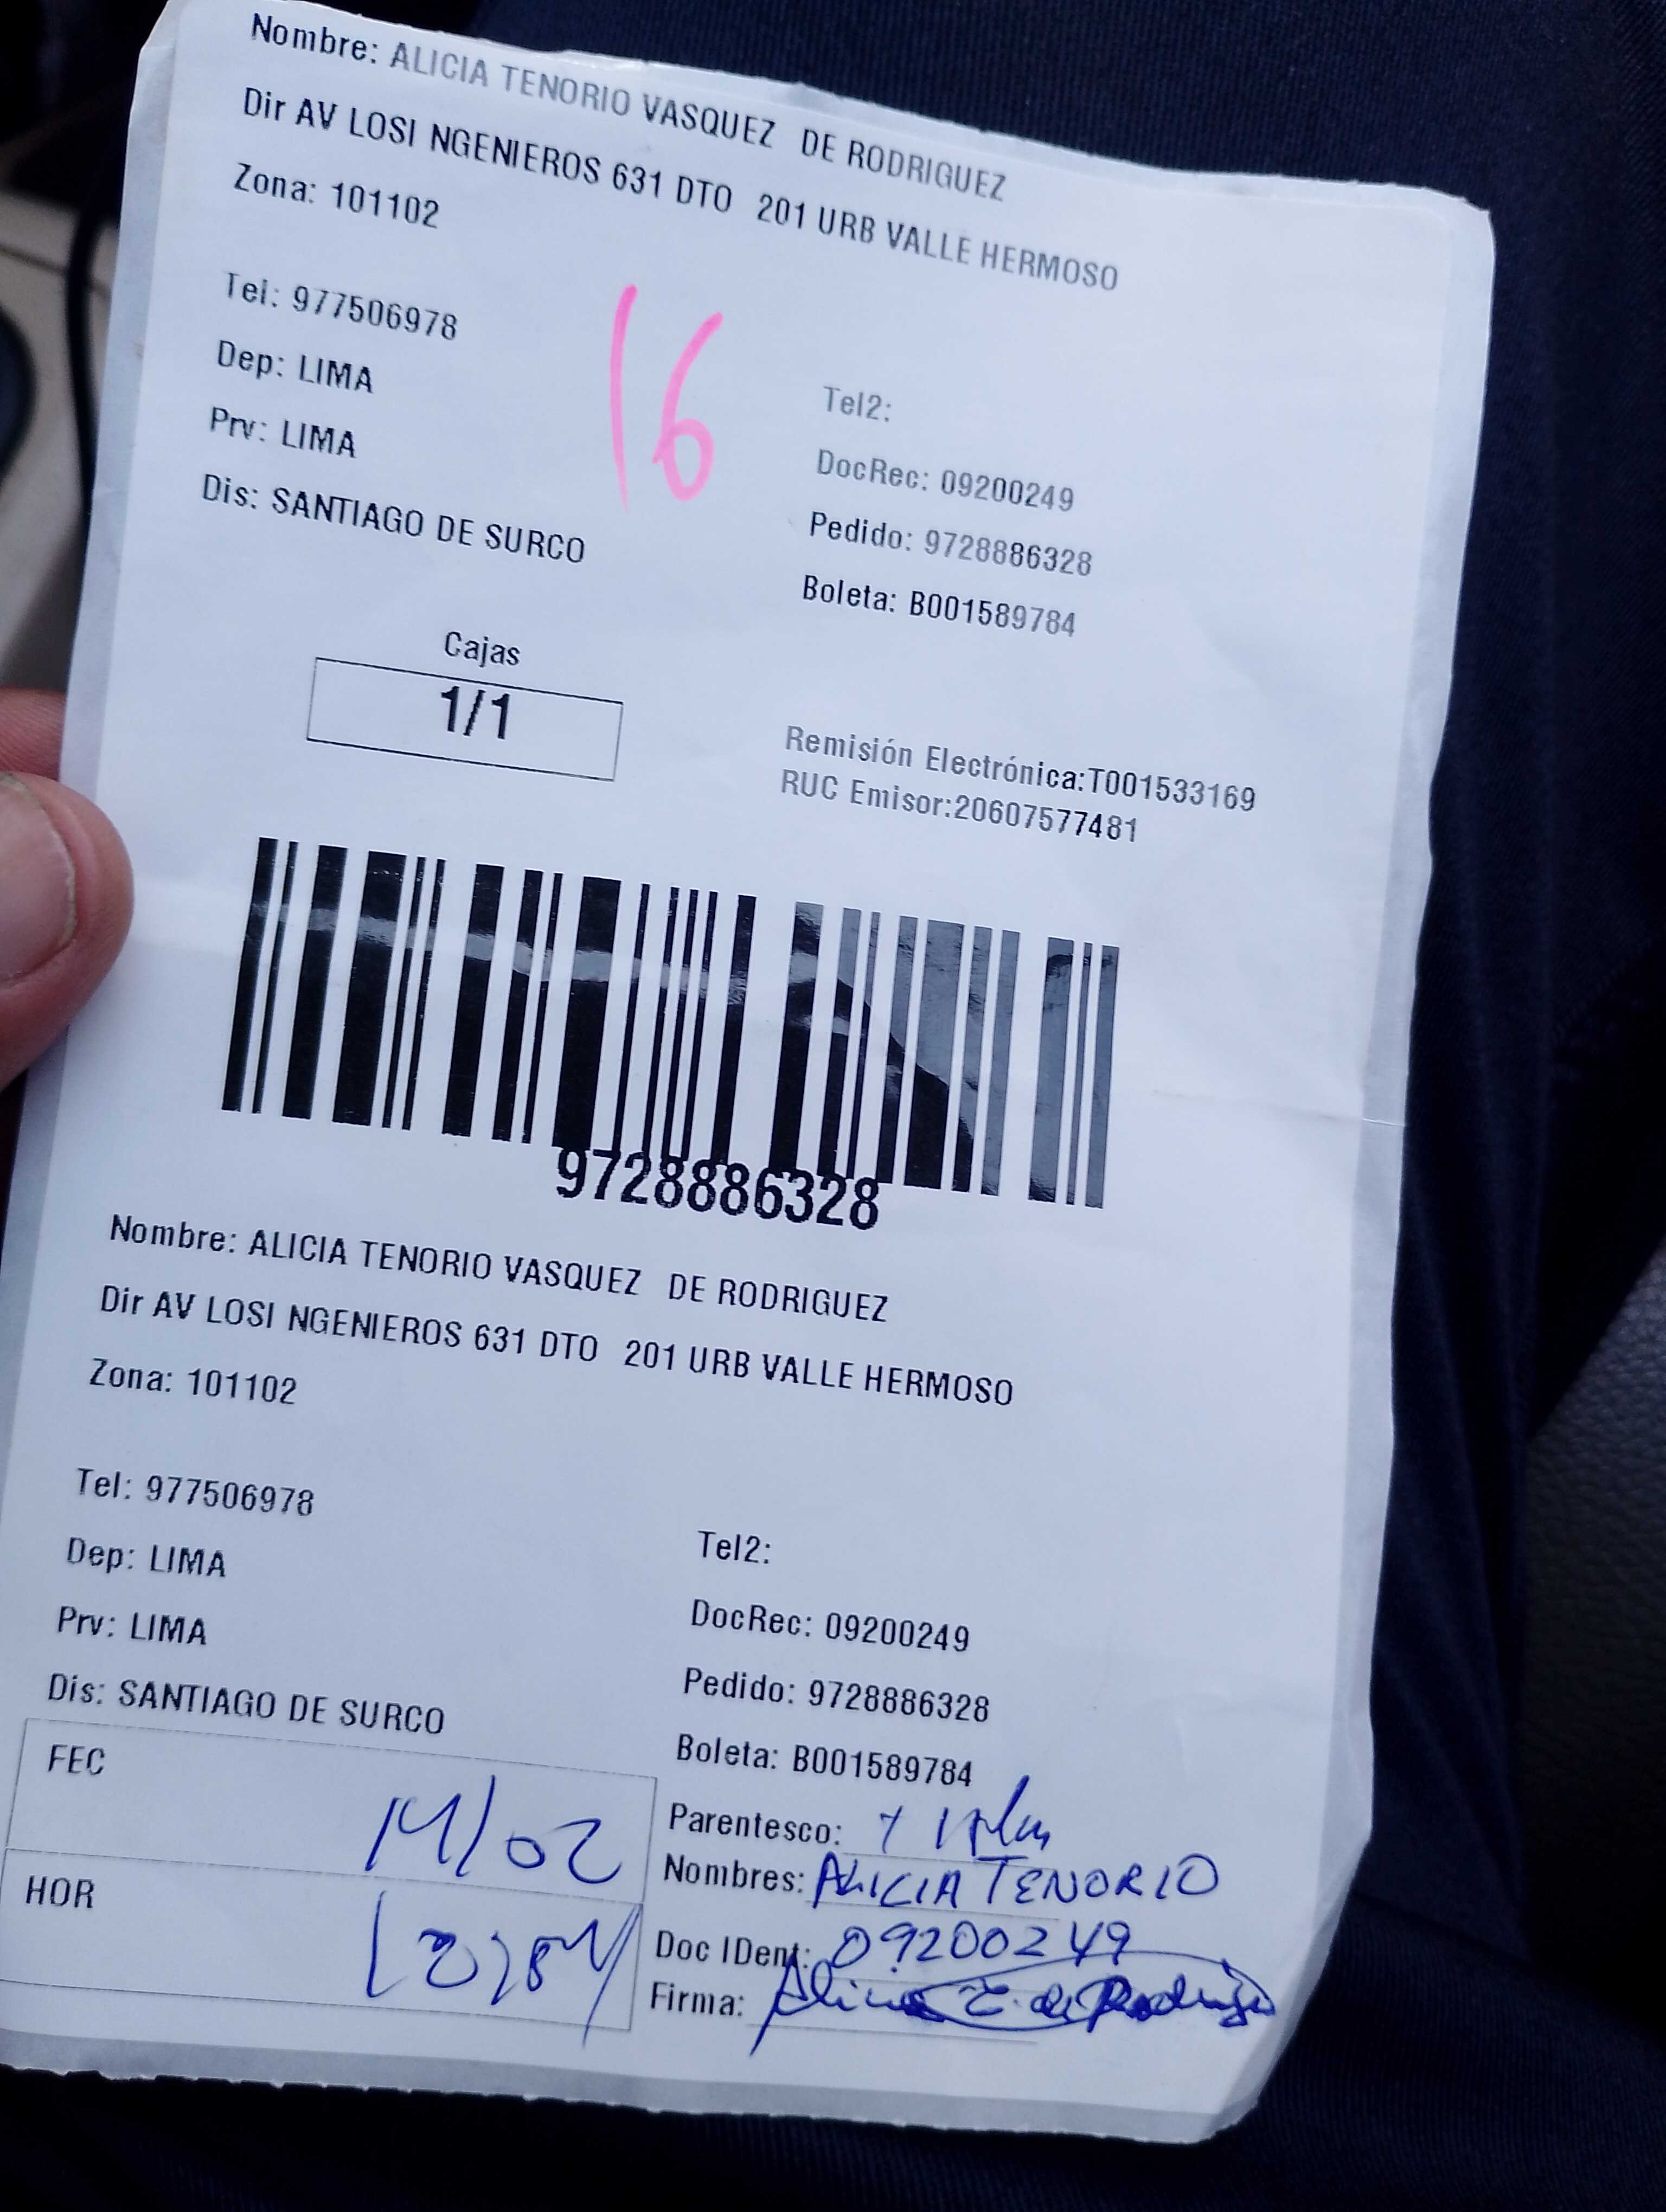 Nombre: ALICIA TENORIO VASQUEZ DE RODRIGUEZ
Dir AV LOSI NGENIEROS 631 DTO 201 URB VALLE HERMOSO
Zona: 101102
16
Tel: 977506978
Tel2:
Dep: LIMA
DocRec: 09200249
Prv: LIMA
Pedido: 9728886328
Dis: SANTIAGO DE SURCO
Boleta: B001589784
Cajas
1/1
Remisión Electrónica:T001533169
RUC Emisor:20607577481
9728886328
Nombre: ALICIA TENORIO VASQUEZ DE RODRIGUEZ
Dir AV LOSI NGENIEROS 631 DTO 201 URB VALLE HERMOSO
Zona: 101102
Tel: 977506978
Tel2:
Dep: LIMA
DocRec: 09200249
Prv: LIMA
Pedido: 9728886328
Dis: SANTIAGO DE SURCO
Boleta: B001589784
FEC 14/02
Parentesco:
Nombres: ALICIA TENORIO
HOR
Doc IDent: 09200249
Firma: Alicia T. de Rodriguez